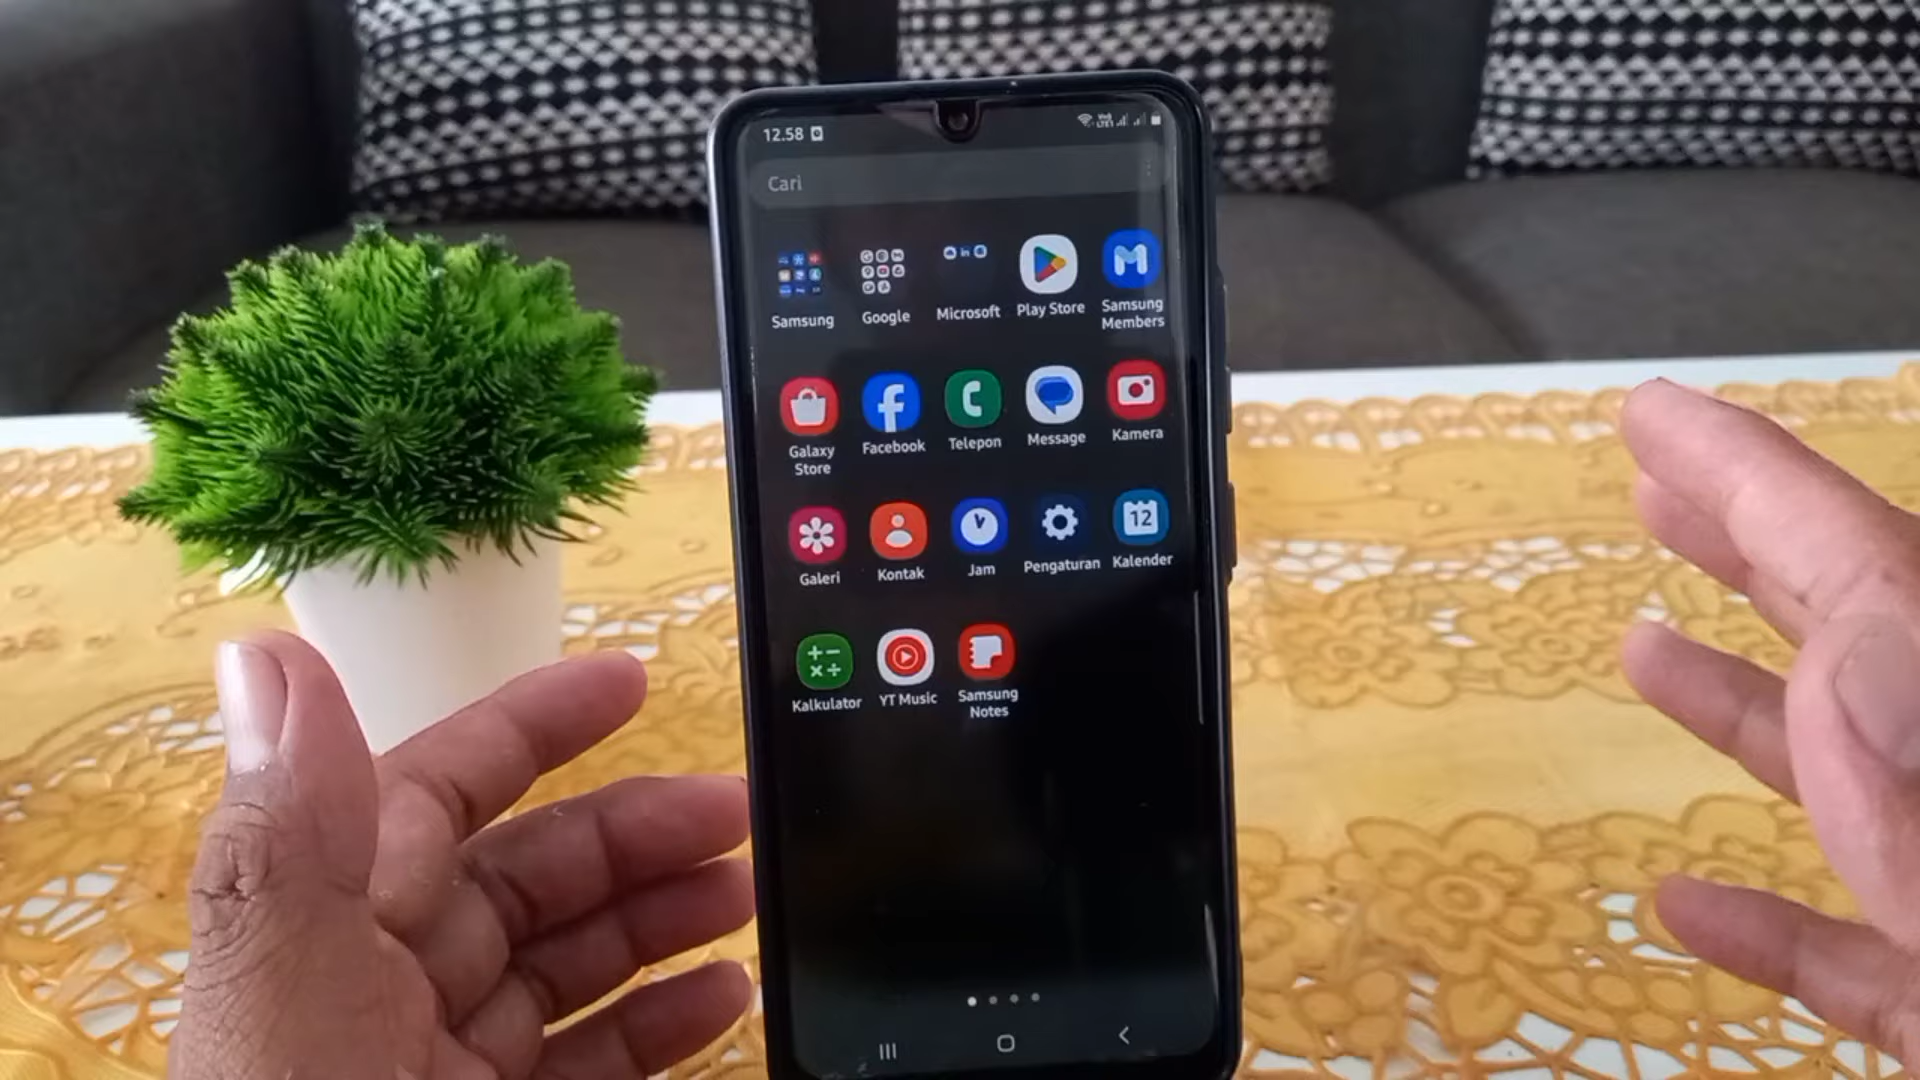 12.58
Cari
Samsung
Google
Microsoft
Play Store
Samsung
Members
Galaxy
Store
Facebook
Telepon
Message
Kamera
Galeri
Kontak
Jam
Pengaturan
12
Kalender
Kalkulator
YT Music
Samsung
Notes